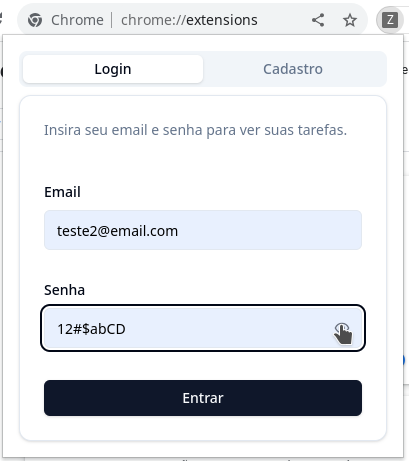 Chrome | chrome://extensions
Z
Login Cadastro
Insira seu email e senha para ver suas tarefas.
Email
teste2@email.com
Senha
12#$abCD
Entrar